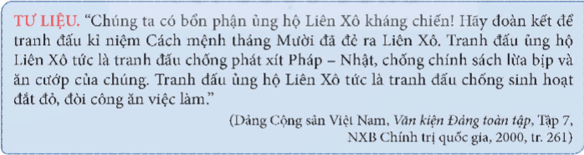 TƯ LIỆU. “Chúng ta có bổn phận ủng hộ Liên Xô kháng chiến! Hãy đoàn kết để
tranh đấu kỉ niệm Cách mệnh tháng Mười đã đẻ ra Liên Xô. Tranh đấu ủng hộ
Liên Xô tức là tranh đấu chống phát xít Pháp – Nhật, chống chính sách lừa bịp và
ăn cướp của chúng. Tranh đấu ủng hộ Liên Xô tức là tranh đấu chống sinh hoạt
đắt đỏ, đòi công ăn việc làm.”
(Đảng Cộng sản Việt Nam, Văn kiện Đảng toàn tập, Tập 7,
NXB Chính trị quốc gia, 2000, tr. 261)